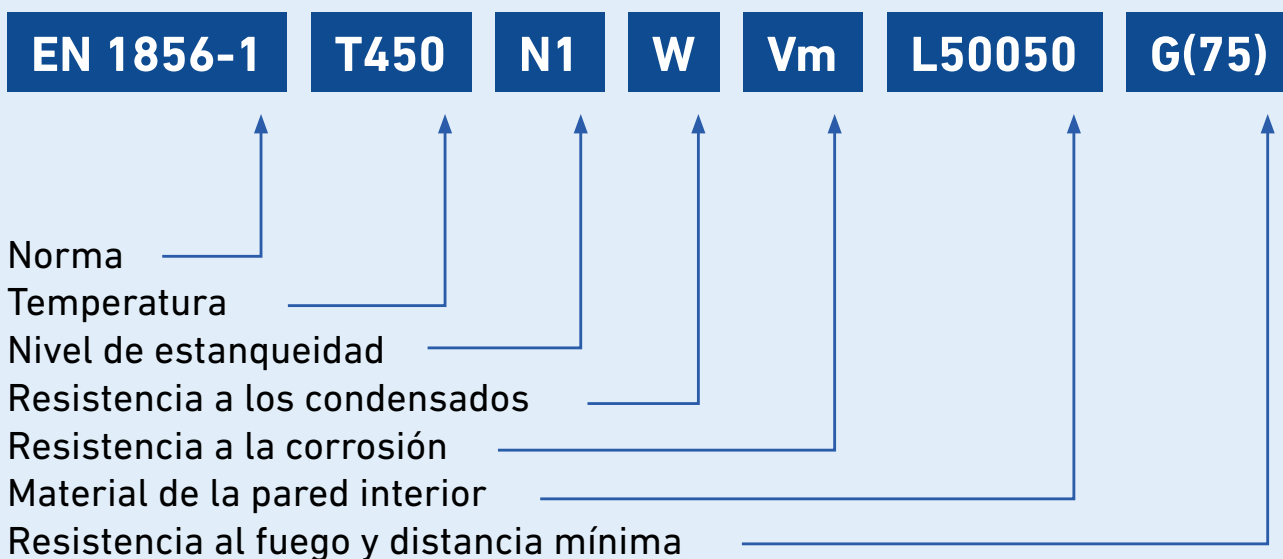 EN 1856-1 T450 N1 W Vm L50050 G(75)
Norma
Temperatura
Nivel de estanqueidad
Resistencia a los condensados
Resistencia a la corrosión
Material de la pared interior
Resistencia al fuego y distancia mínima